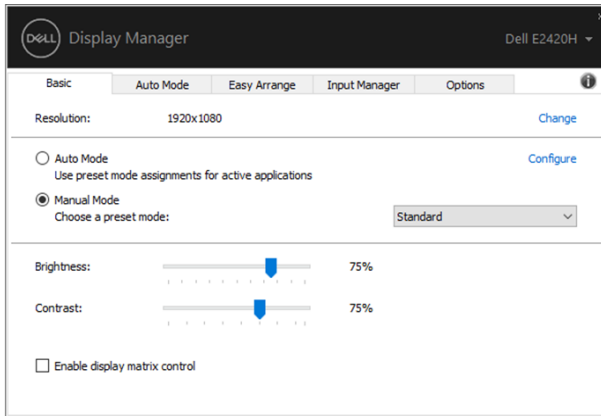 DELL Display Manager Dell E2420H
Basic Auto Mode Easy Arrange Input Manager Options
Resolution: 1920x1080 Change
Auto Mode Configure
Use preset mode assignments for active applications
Manual Mode
Choose a preset mode: Standard
Brightness: 75%
Contrast: 75%
Enable display matrix control